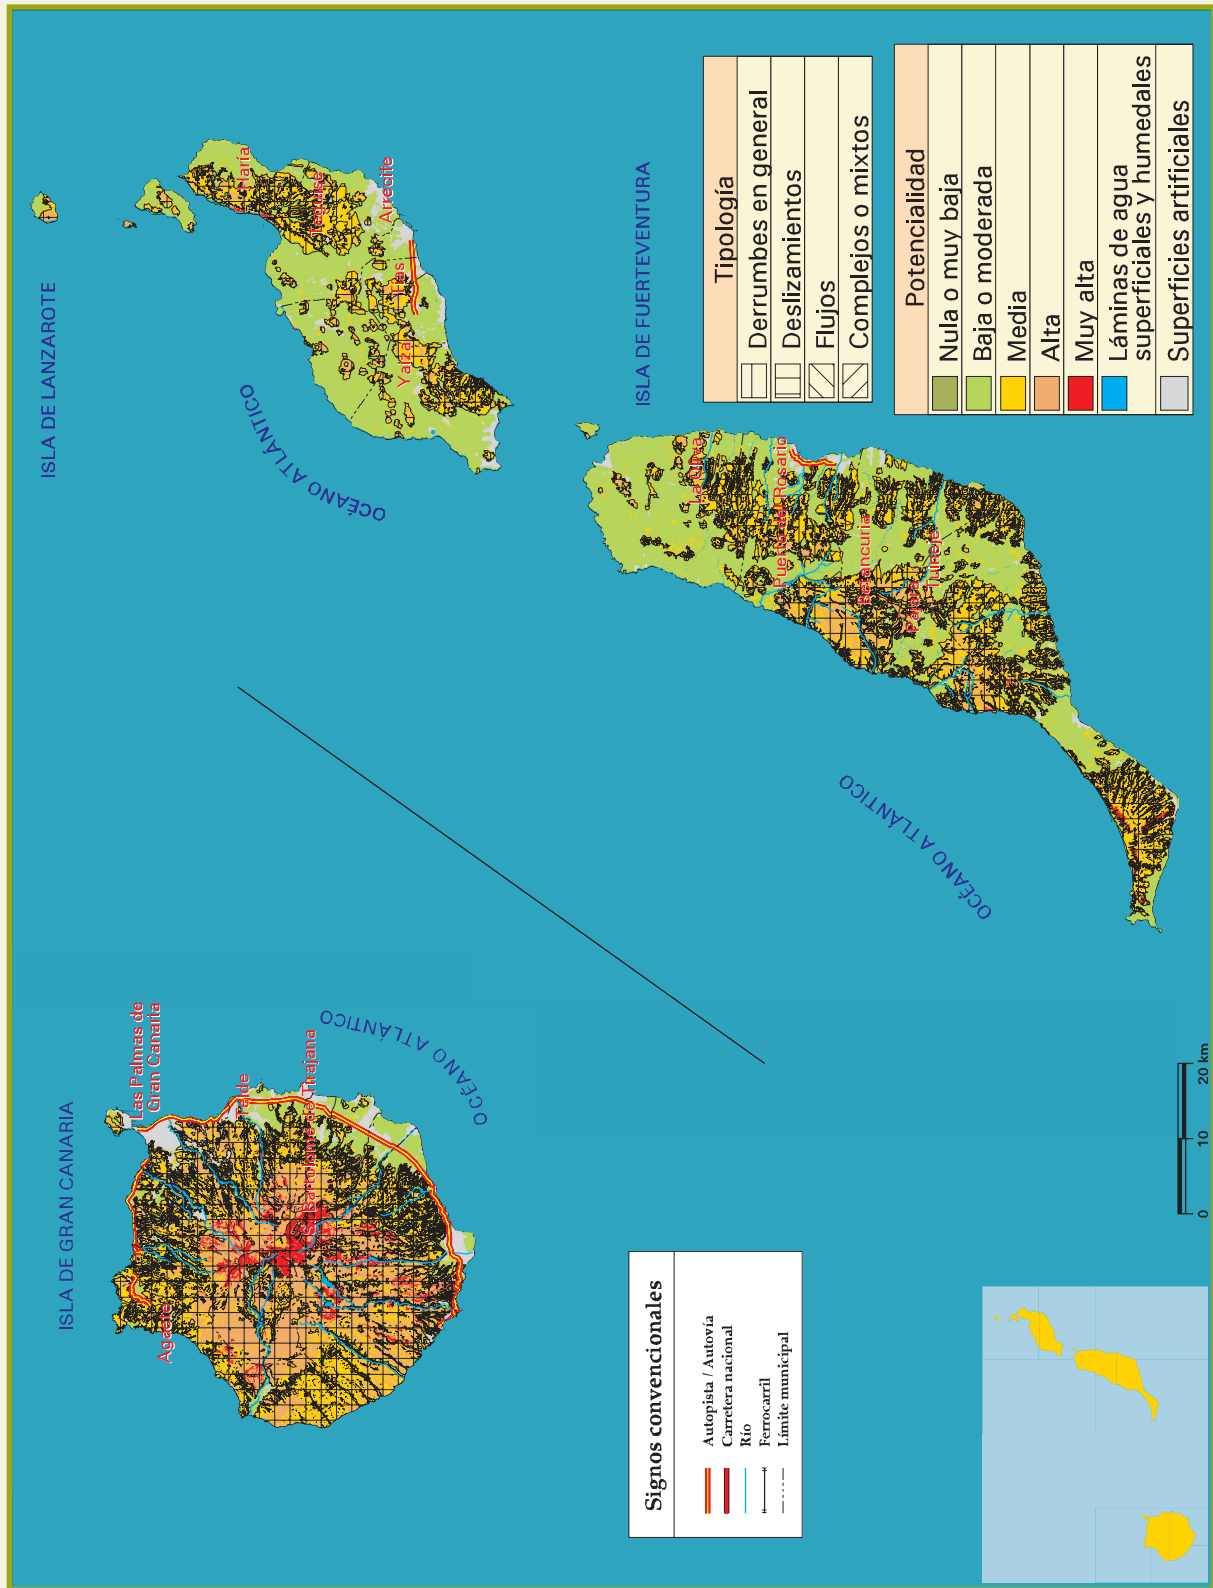 ISLA DE GRAN CANARIA
Las Palmas de
Gran Canaria
Agaete
Telde
S. Bartolomé de Tirajana
OCÉANO ATLÁNTICO
ISLA DE LANZAROTE
Haría
Teguise
Arrecife
Tías
Yaiza
OCÉANO ATLÁNTICO
ISLA DE FUERTEVENTURA
La Oliva
Puerto del Rosario
Betancuria
Pájara
Tuineje
OCÉANO ATLÁNTICO
Signos convencionales
Autopista / Autovía
Carretera nacional
Río
Ferrocarril
Límite municipal
0 10 20 km
Tipología
Derrumbes en general
Deslizamientos
Flujos
Complejos o mixtos
Potencialidad
Nula o muy baja
Baja o moderada
Media
Alta
Muy alta
Láminas de agua
superficiales y humedales
Superficies artificiales